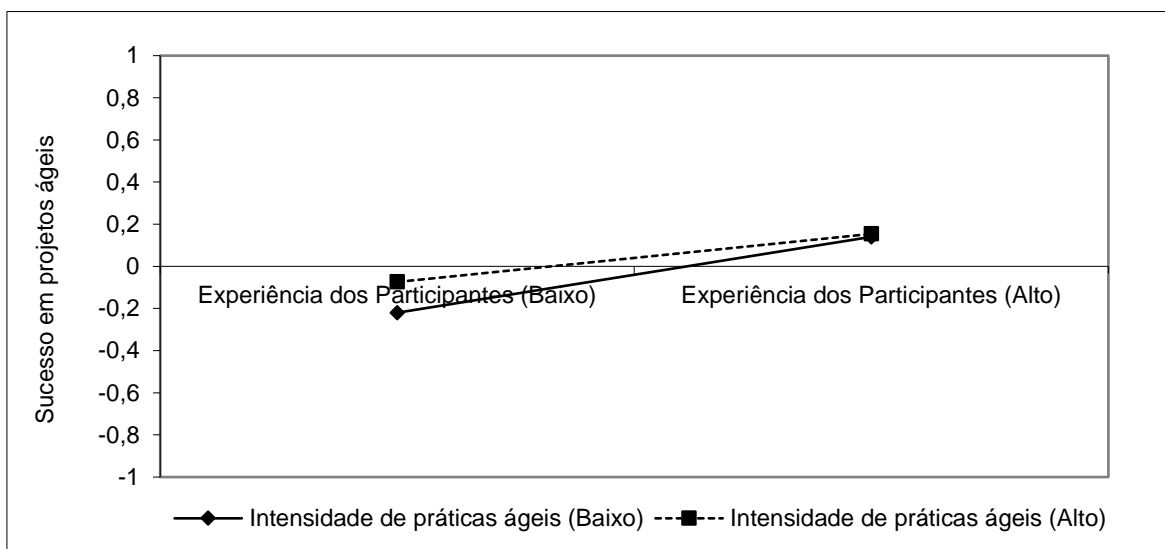 Sucesso em projetos ágeis
1
0,8
0,6
0,4
0,2
0
-0,2
-0,4
-0,6
-0,8
-1
Experiência dos Participantes (Baixo)
Experiência dos Participantes (Alto)
Intensidade de práticas ágeis (Baixo)
Intensidade de práticas ágeis (Alto)